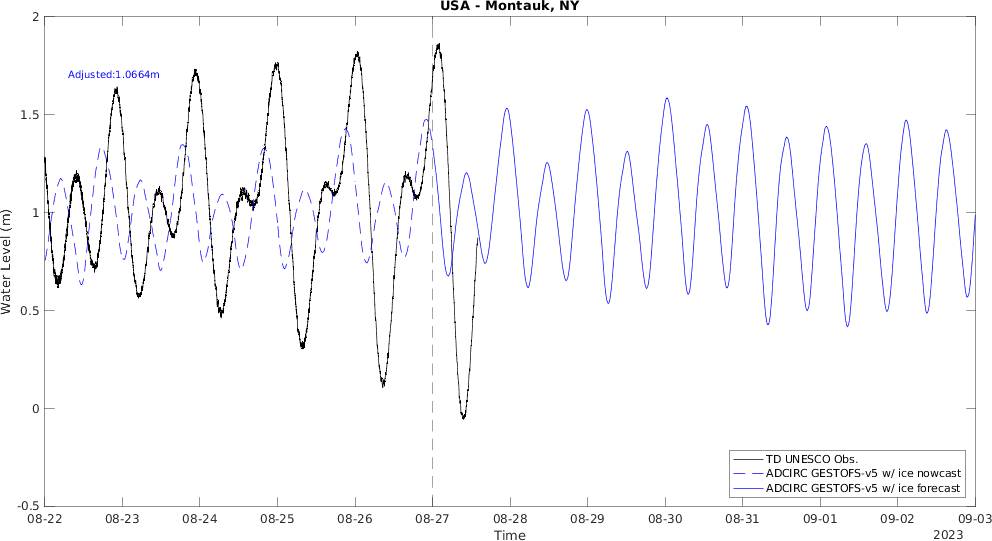 USA - Montauk, NY
2
1.5
1
0.5
0
-0.5
Water Level (m)
Adjusted:1.0664m
TD UNESCO Obs.
ADCIRC GESTOFS-v5 w/ ice nowcast
ADCIRC GESTOFS-v5 w/ ice forecast
08-22 08-23 08-24 08-25 08-26 08-27 08-28 08-29 08-30 08-31 09-01 09-02 09-03
Time
2023